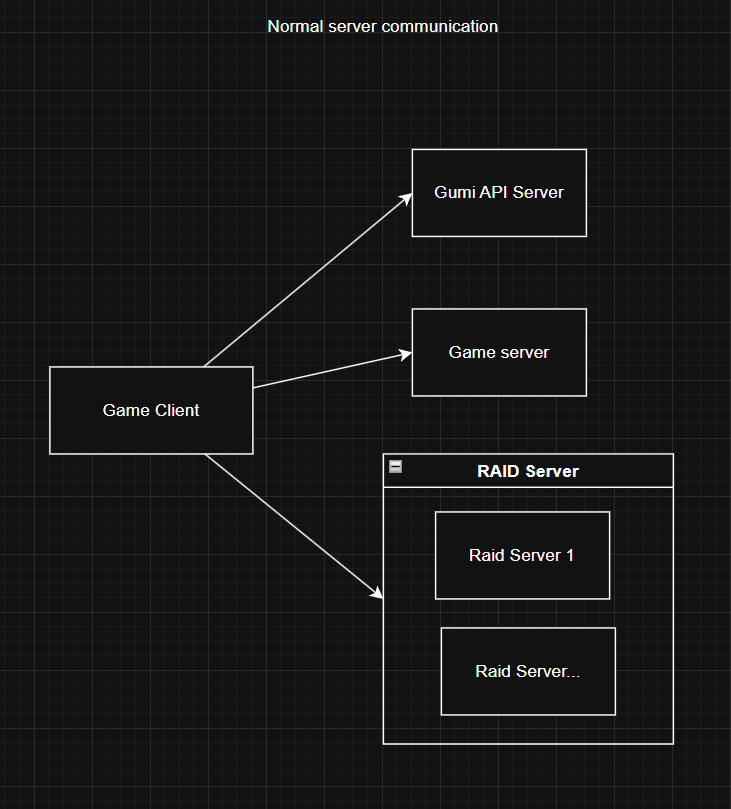 Normal server communication
Gumi API Server
Game server
Game Client
RAID Server
Raid Server 1
Raid Server...